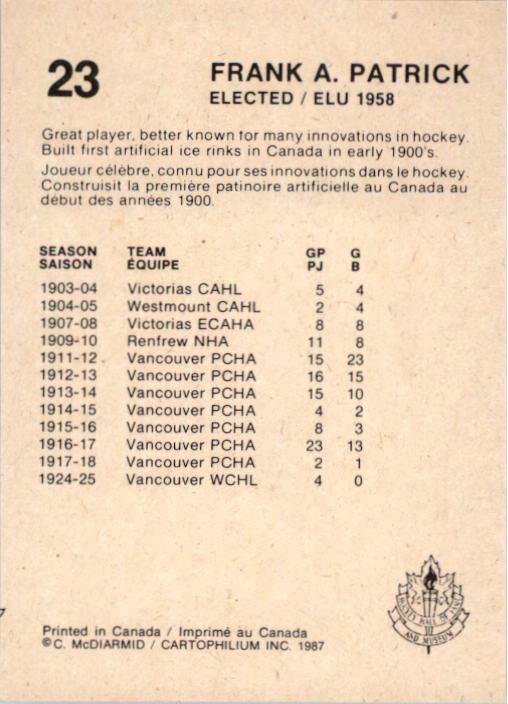 23
FRANK A. PATRICK
ELECTED / ELU 1958
Great player, better known for many innovations in hockey.
Built first artificial ice rinks in Canada in early 1900's.
Joueur célèbre, connu pour ses innovations dans le hockey.
Construisit la première patinoire artificielle au Canada au
début des années 1900.
SEASON TEAM GP G
SAISON ÉQUIPE PJ B
1903-04 Victorias CAHL 5 4
1904-05 Westmount CAHL 2 4
1907-08 Victorias ECAHA 8 8
1909-10 Renfrew NHA 11 8
1911-12 Vancouver PCHA 15 23
1912-13 Vancouver PCHA 16 15
1913-14 Vancouver PCHA 15 10
1914-15 Vancouver PCHA 4 2
1915-16 Vancouver PCHA 8 3
1916-17 Vancouver PCHA 23 13
1917-18 Vancouver PCHA 2 1
1924-25 Vancouver WCHL 4 0
HOCKEY HALL OF FAME
AND MUSEUM
Printed in Canada / Imprimé au Canada
©C. McDIARMID / CARTOPHILIUM INC. 1987